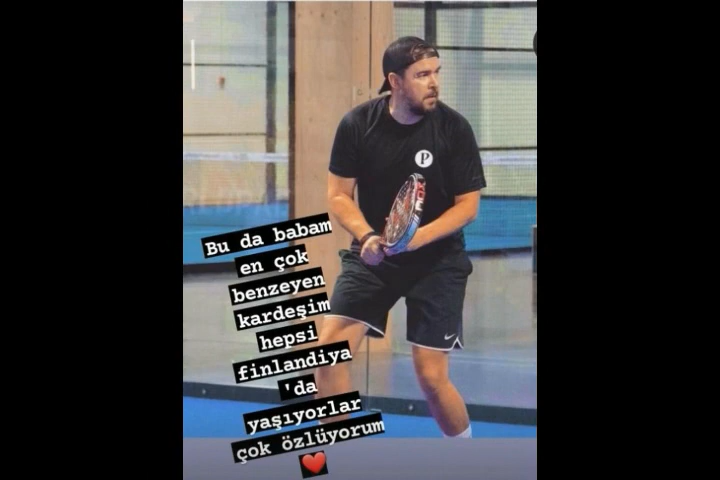 P
Bu da babam
en çok
benzeyen
kardeşim
hepsi
finlandiya
'da
yaşıyorlar
çok özlüyorum
❤️